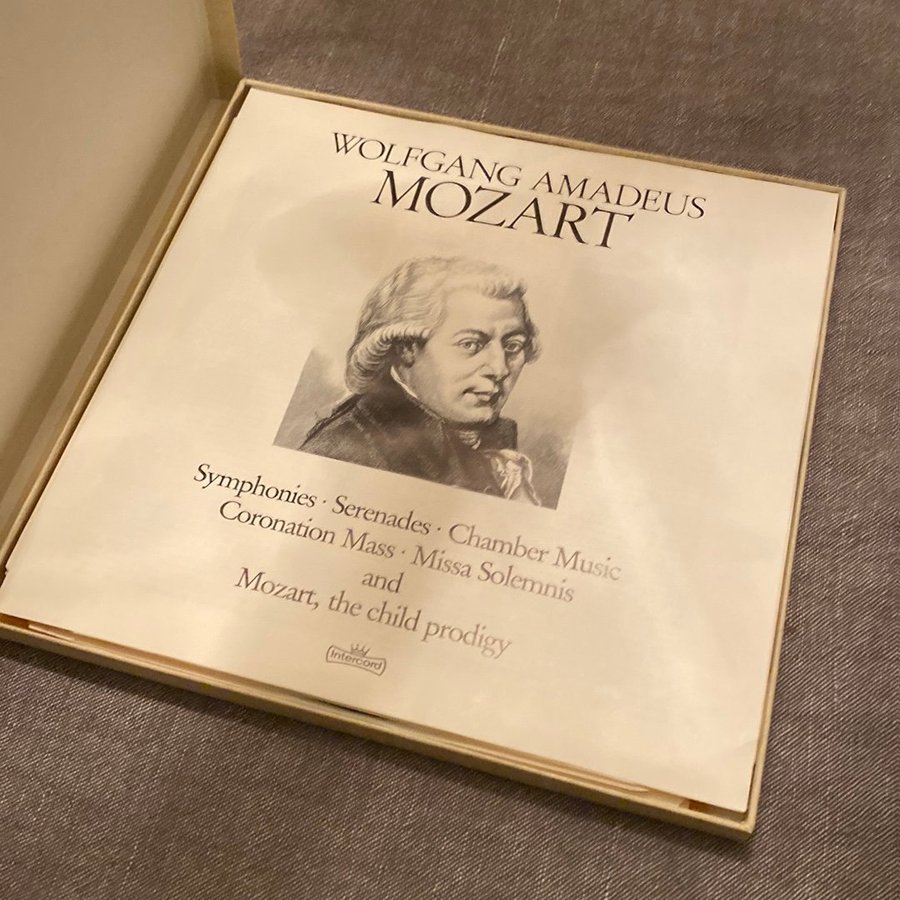 WOLFGANG AMADEUS
MOZART
Symphonies · Serenades · Chamber Music
Coronation Mass · Missa Solemnis
and
Mozart, the child prodigy
Intercord